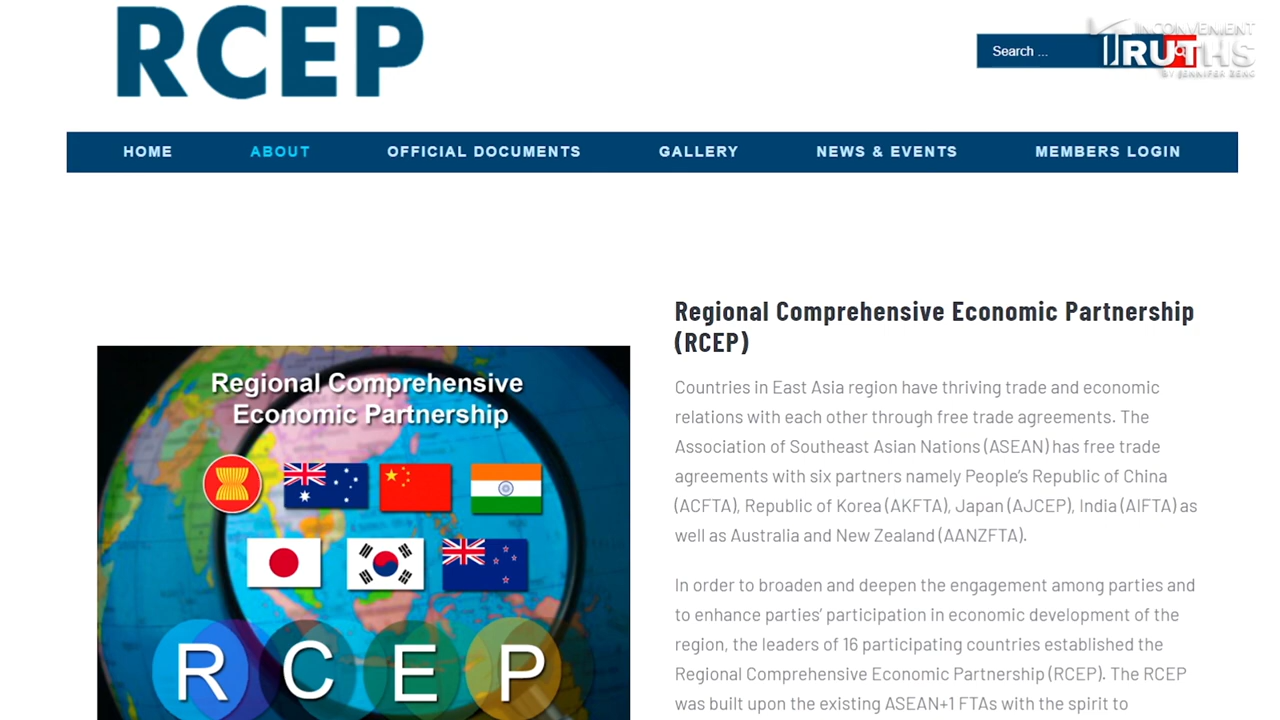 RCEP
Search ...
INCONVENIENT
TRUTHS
BY JENNIFER ZENG
HOME ABOUT OFFICIAL DOCUMENTS GALLERY NEWS & EVENTS MEMBERS LOGIN
Regional Comprehensive
Economic Partnership
R C E P
Regional Comprehensive Economic Partnership
(RCEP)
Countries in East Asia region have thriving trade and economic
relations with each other through free trade agreements. The
Association of Southeast Asian Nations (ASEAN) has free trade
agreements with six partners namely People’s Republic of China
(ACFTA), Republic of Korea (AKFTA), Japan (AJCEP), India (AIFTA) as
well as Australia and New Zealand (AANZFTA).
In order to broaden and deepen the engagement among parties and
to enhance parties’ participation in economic development of the
region, the leaders of 16 participating countries established the
Regional Comprehensive Economic Partnership (RCEP). The RCEP
was built upon the existing ASEAN+1 FTAs with the spirit to